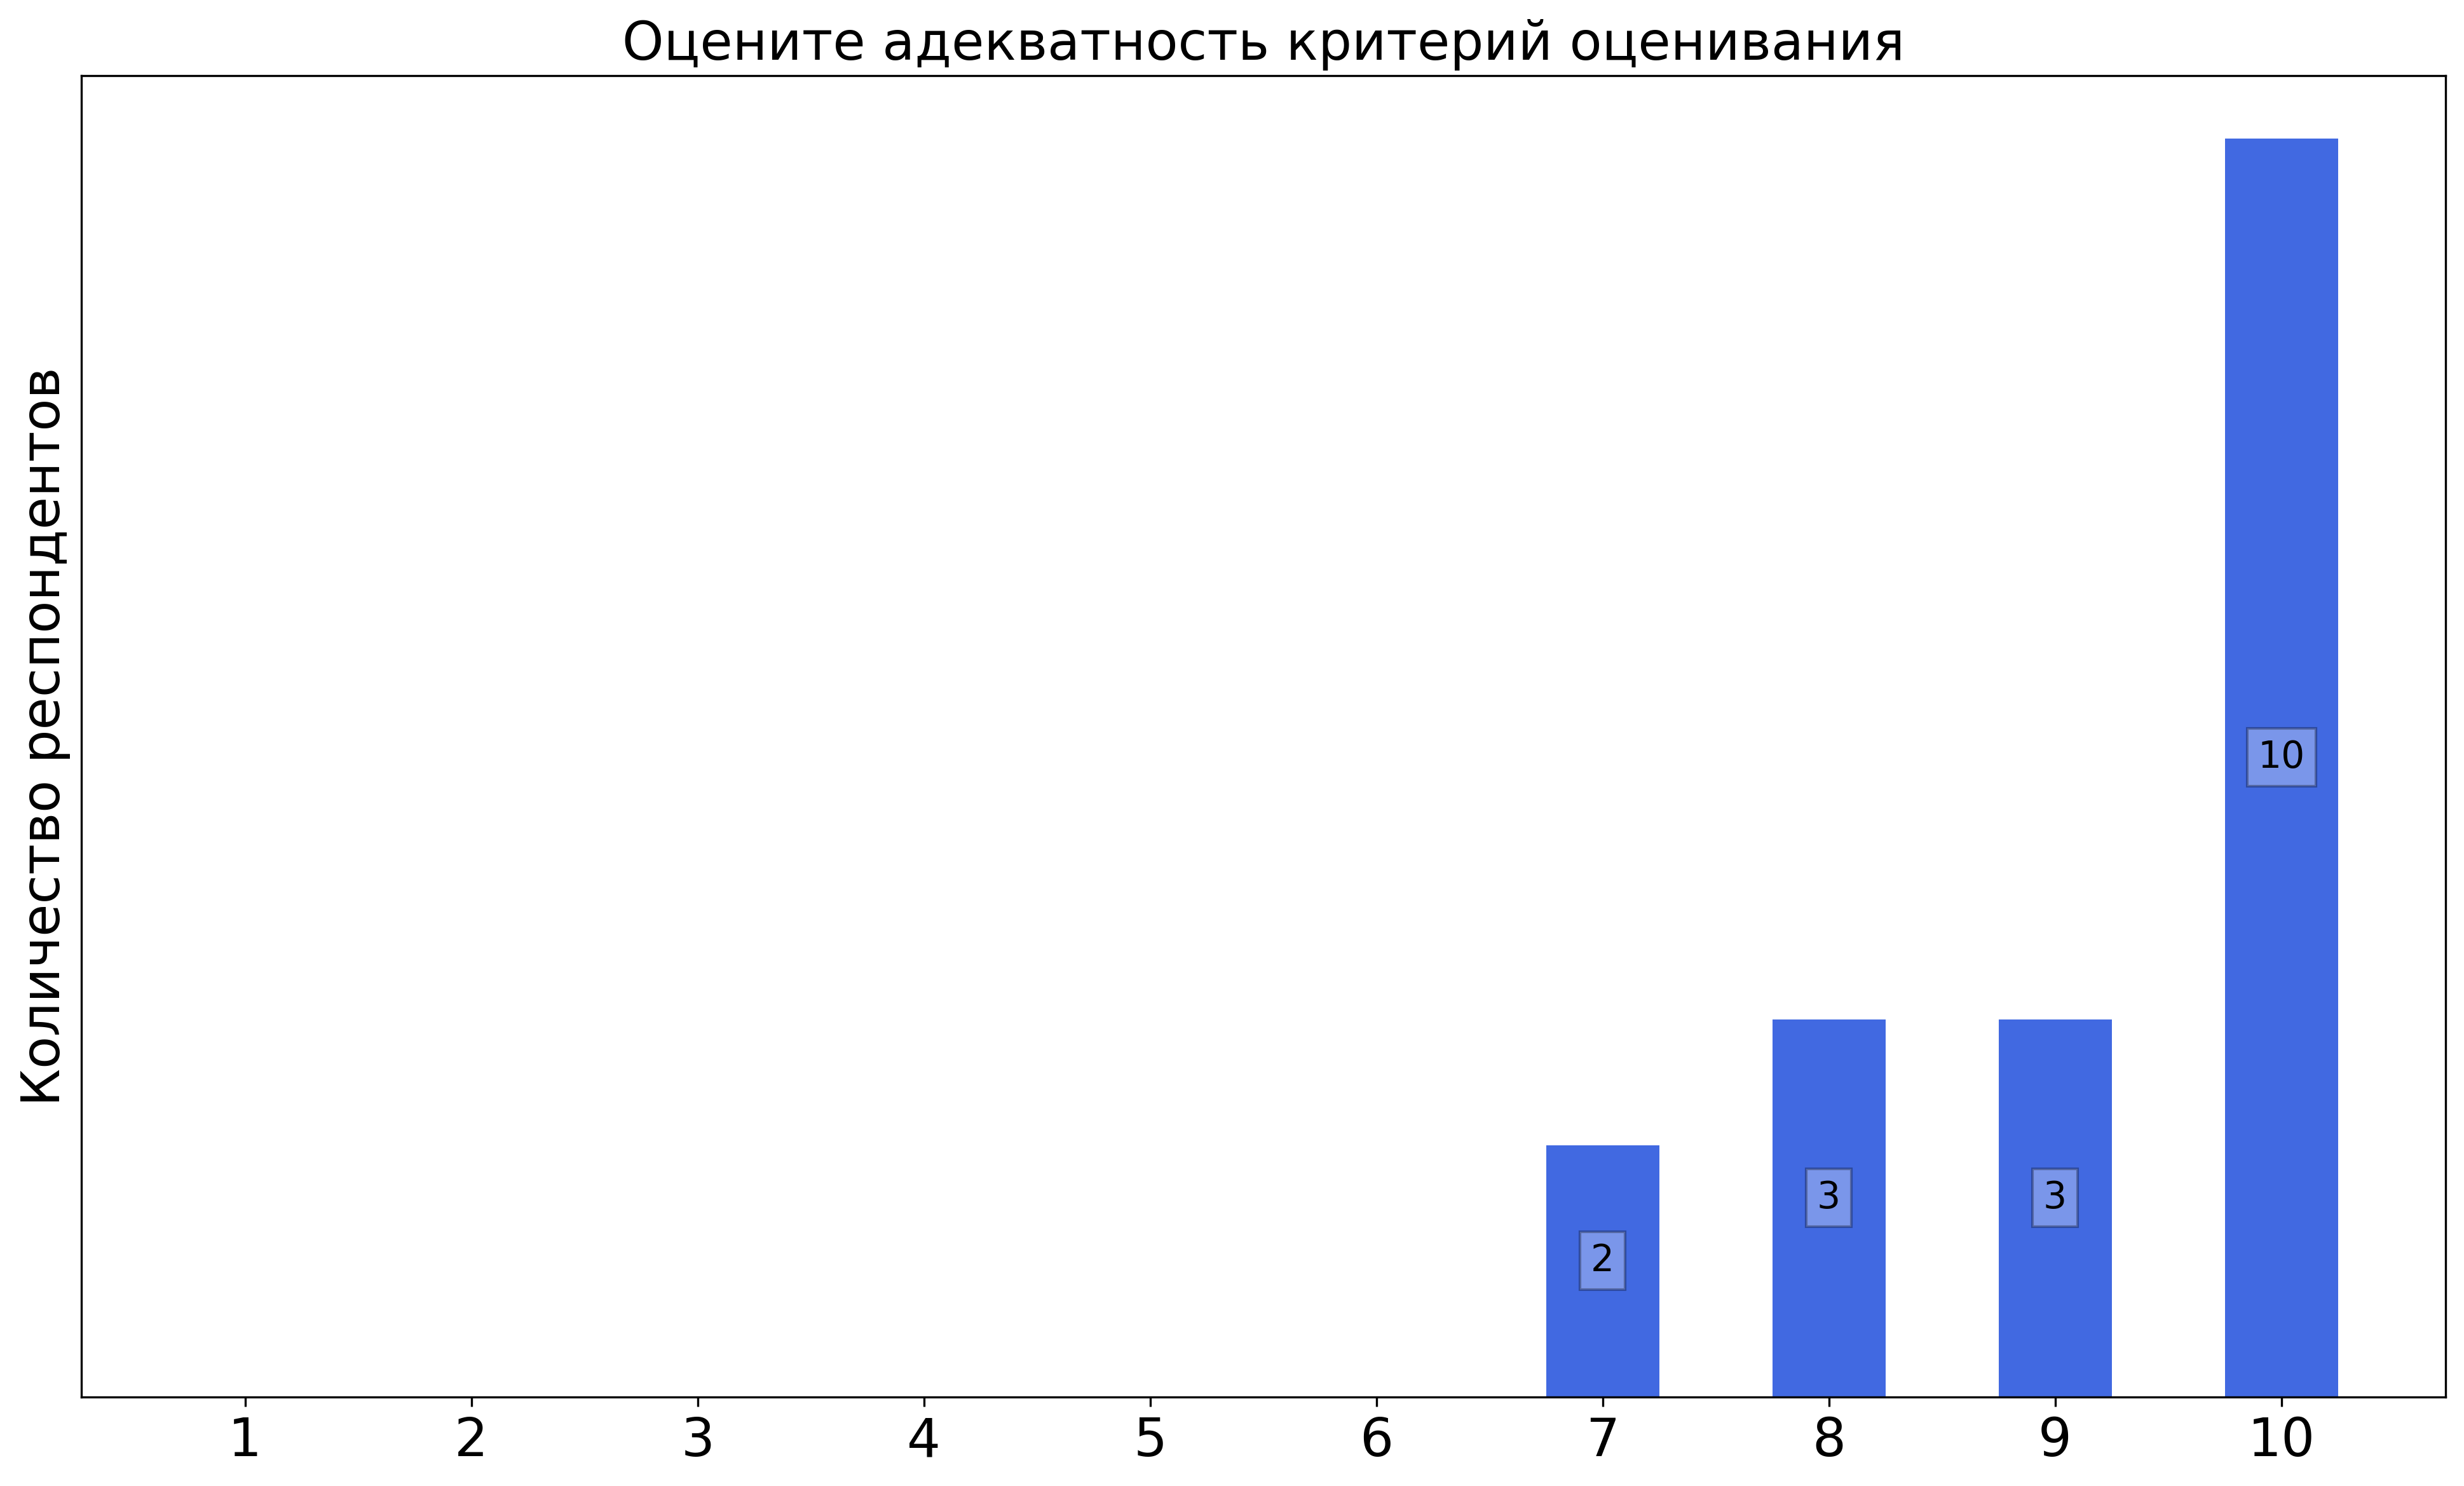 Оцените адекватность критерий оценивания
Количество респондентов
10
3
3
2
1 2 3 4 5 6 7 8 9 10